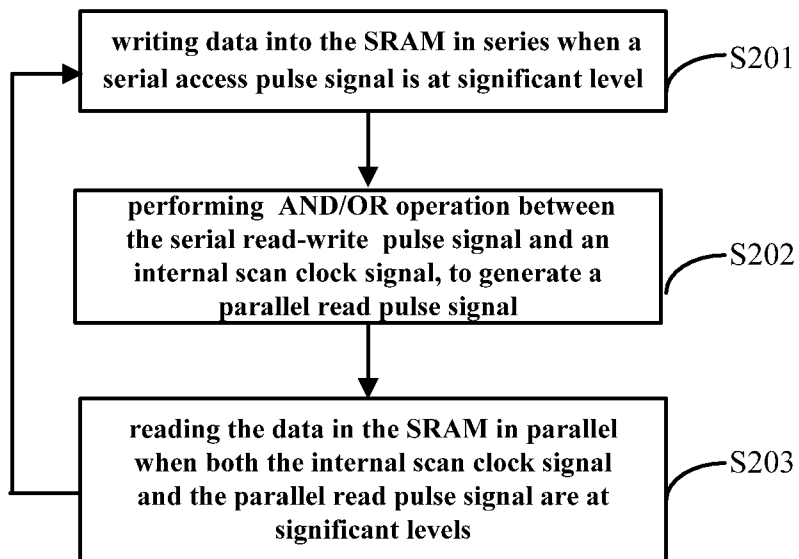 writing data into the SRAM in series when a
serial access pulse signal is at significant level
S201
performing AND/OR operation between
the serial read-write pulse signal and an
internal scan clock signal, to generate a
parallel read pulse signal
S202
reading the data in the SRAM in parallel
when both the internal scan clock signal
and the parallel read pulse signal are at
significant levels
S203